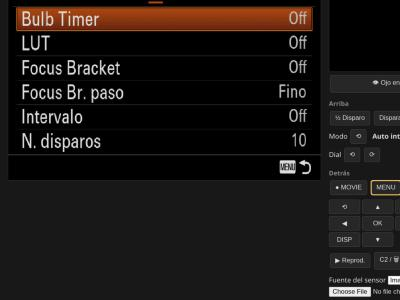 Bulb Timer Off
LUT Off
Focus Bracket Off
Focus Br. paso Fino
Intervalo Off
N. disparos 10
MENU
Ojo en
Arriba
½ Disparo Dispara
Modo ⟲ Auto int
Dial ⟲ ⟳
Detrás
● MOVIE MENU
⟲ ▲
◀ OK
DISP ▼
▶ Reprod. C2 / 🗑
Fuente del sensor Ima
Choose File No file ch